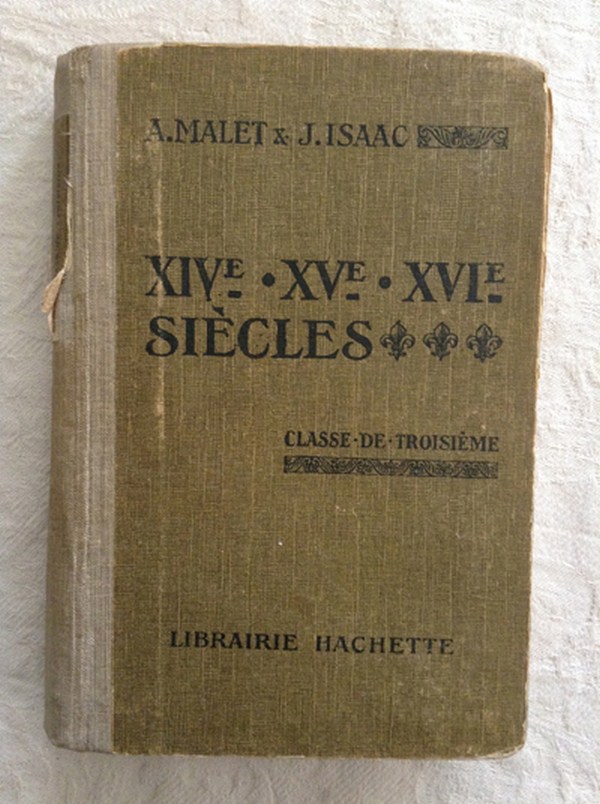 A. MALET & J. ISAAC
XIVE • XVE • XVIE
SIÈCLES
CLASSE·DE·TROISIÈME
LIBRAIRIE HACHETTE